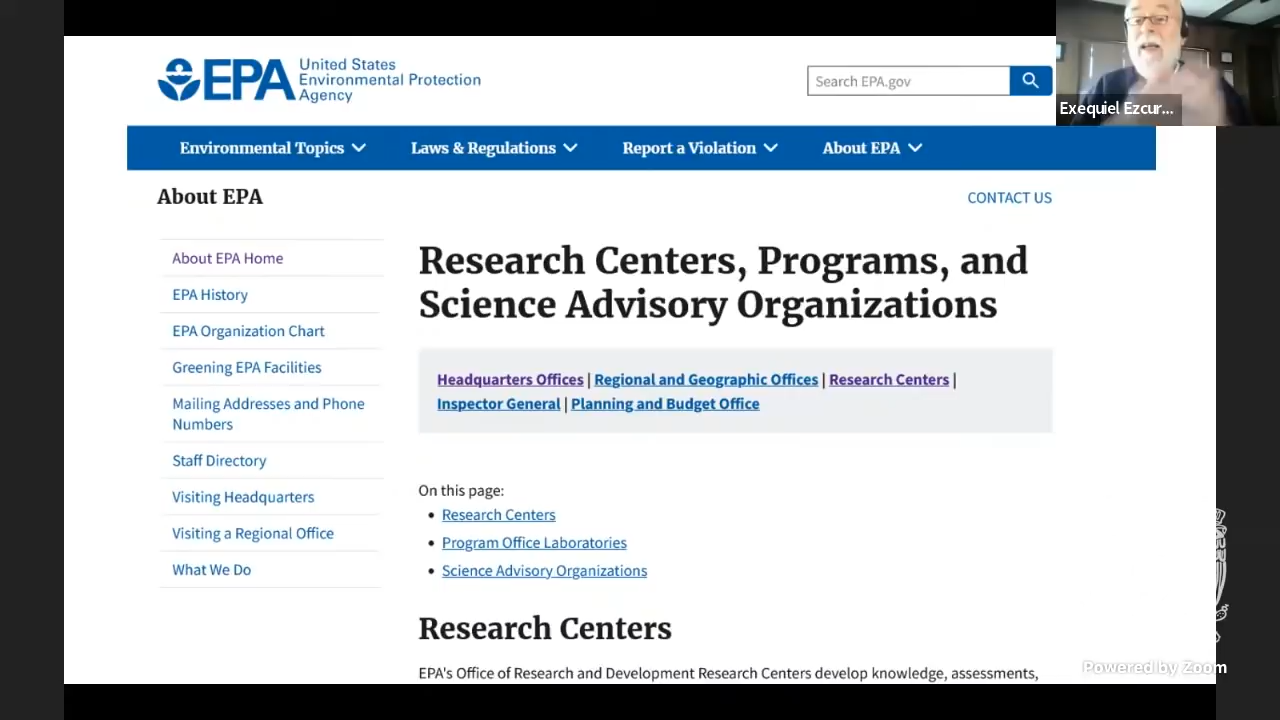 EPA
United States
Environmental Protection
Agency
Search EPA.gov
Exequiel Ezcur...
Environmental Topics
Laws & Regulations
Report a Violation
About EPA
About EPA
CONTACT US
About EPA Home
EPA History
EPA Organization Chart
Greening EPA Facilities
Mailing Addresses and Phone
Numbers
Staff Directory
Visiting Headquarters
Visiting a Regional Office
What We Do
Research Centers, Programs, and
Science Advisory Organizations
Headquarters Offices | Regional and Geographic Offices | Research Centers |
Inspector General | Planning and Budget Office
On this page:
• Research Centers
• Program Office Laboratories
• Science Advisory Organizations
Research Centers
EPA's Office of Research and Development Research Centers develop knowledge, assessments,
Powered by Zoom